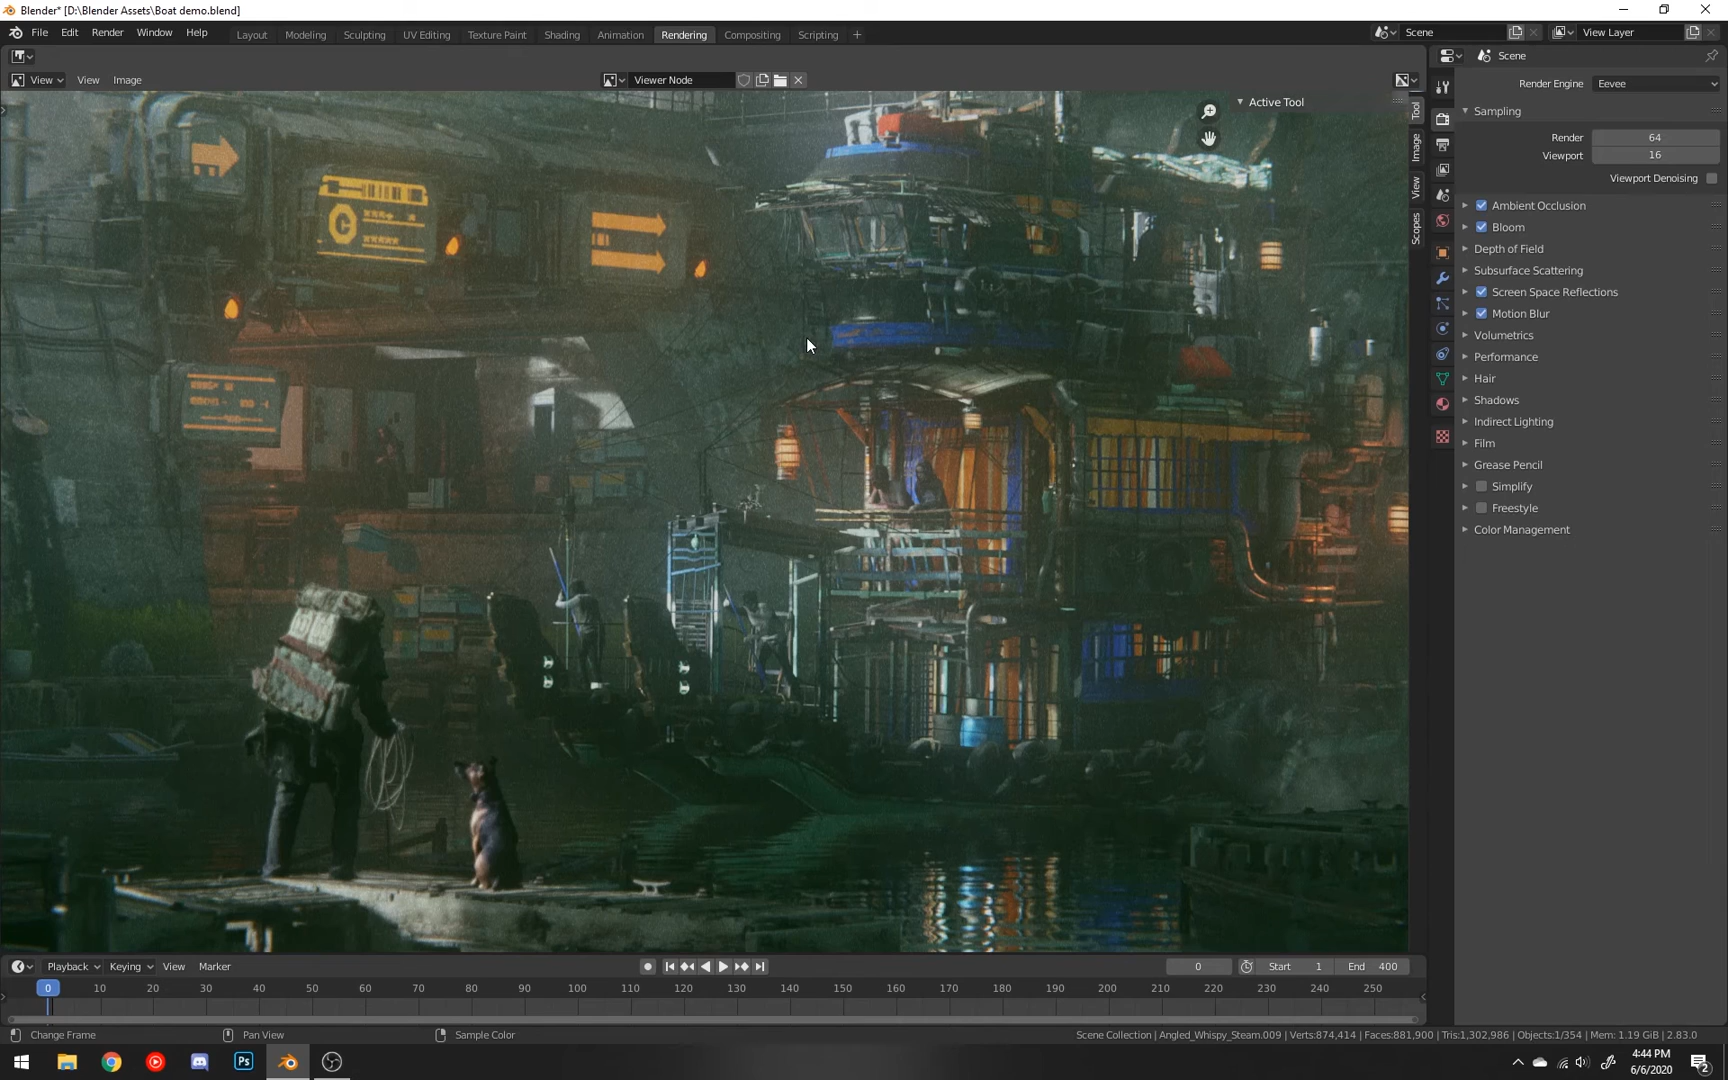 Blender* [D:\Blender Assets\Boat demo.blend]
File Edit Render Window Help
Layout Modeling Sculpting UV Editing Texture Paint Shading Animation Rendering Compositing Scripting +
Scene
View Layer
Scene
View View Image
Viewer Node
Active Tool
Tool
Image
View
Scopes
Render Engine Eevee
Sampling
Render 64
Viewport 16
Viewport Denoising
Ambient Occlusion
Bloom
Depth of Field
Subsurface Scattering
Screen Space Reflections
Motion Blur
Volumetrics
Performance
Hair
Shadows
Indirect Lighting
Film
Grease Pencil
Simplify
Freestyle
Color Management
C
Playback Keying View Marker
0
Start 1
End 400
0 10 20 30 40 50 60 70 80 90 100 110 120 130 140 150 160 170 180 190 200 210 220 230 240 250
Change Frame
Pan View
Sample Color
Scene Collection | Angled_Whispy_Steam.009 | Verts:874,414 | Faces:881,900 | Tris:1,302,986 | Objects:1/354 | Mem: 1.19 GiB | 2.83.0
Ps
4:44 PM
6/6/2020
2